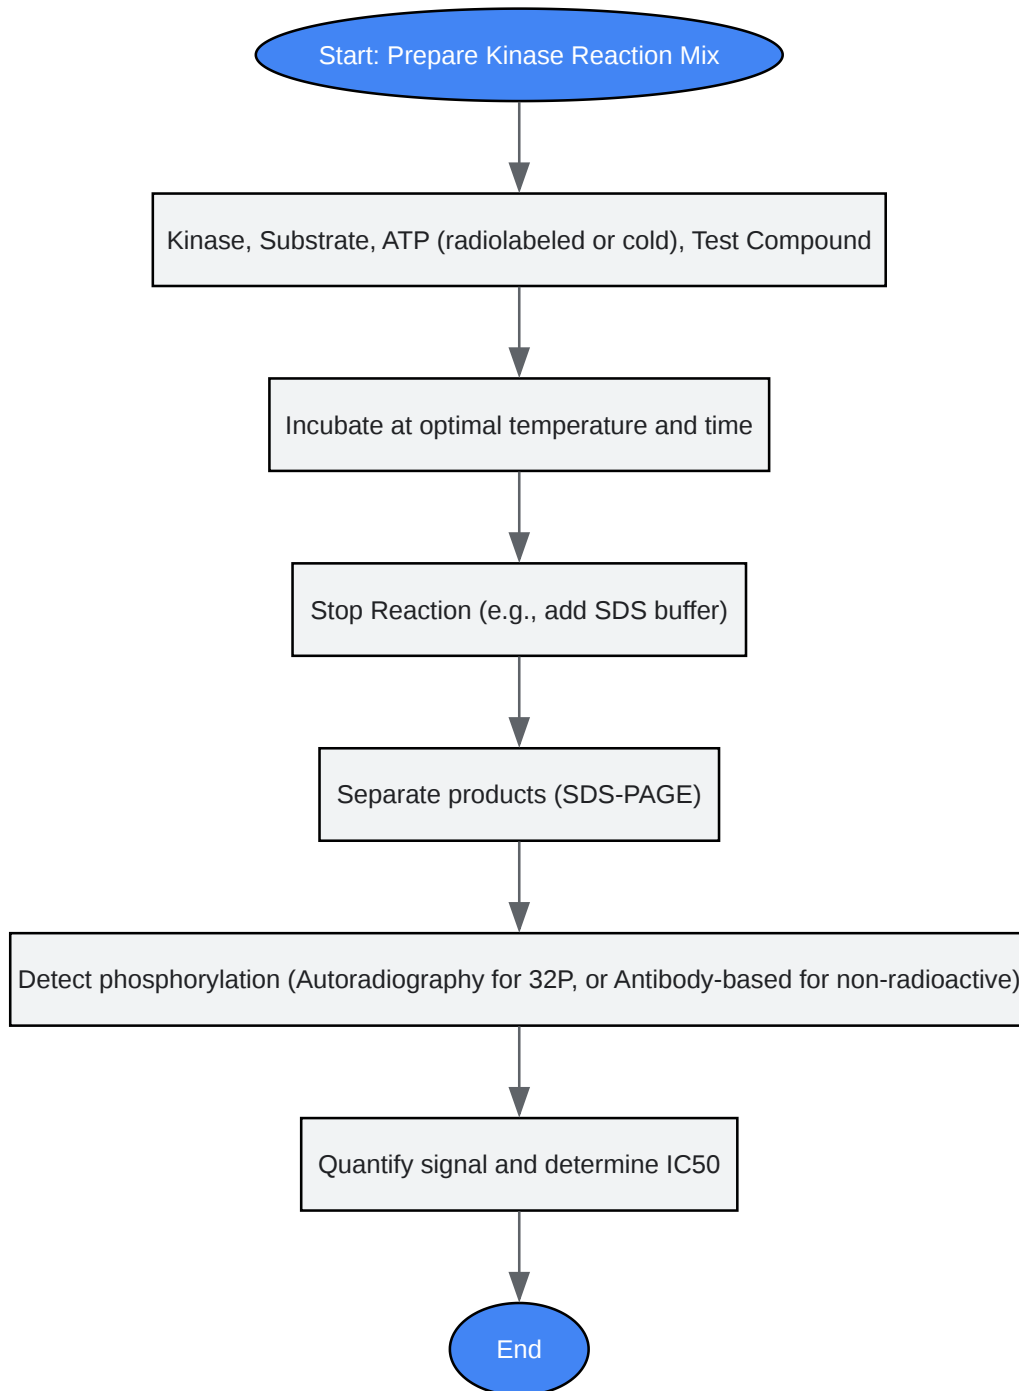 Start: Prepare Kinase Reaction Mix
Kinase, Substrate, ATP (radiolabeled or cold), Test Compound
Incubate at optimal temperature and time
Stop Reaction (e.g., add SDS buffer)
Separate products (SDS-PAGE)
Detect phosphorylation (Autoradiography for 32P, or Antibody-based for non-radioactive)
Quantify signal and determine IC50
End